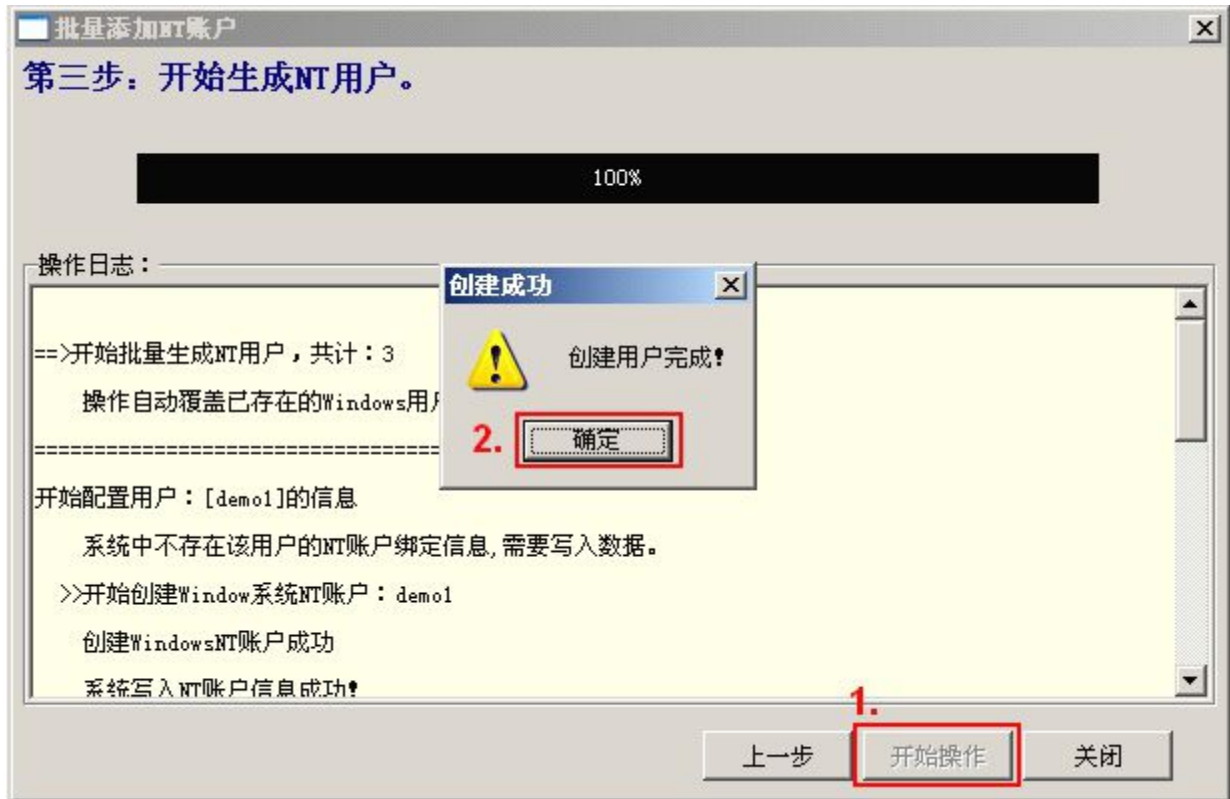 批量添加NT账户
第三步：开始生成NT用户。
100%
操作日志：
==>开始批量生成NT用户，共计：3
操作自动覆盖已存在的Windows用
=================================
开始配置用户：[demo1]的信息
系统中不存在该用户的NT账户绑定信息,需要写入数据。
>>开始创建Window系统NT账户：demo1
创建WindowsNT账户成功
系统写入NT账户信息成功!
创建成功
创建用户完成!
2.
确定
1.
上一步
开始操作
关闭